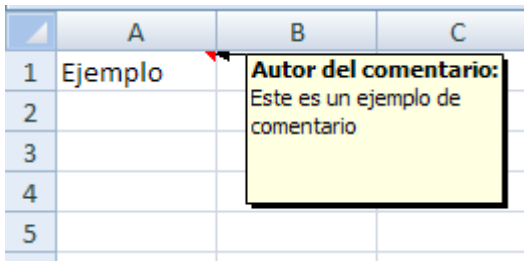 A B C
1 Ejemplo Autor del comentario:
Este es un ejemplo de
2
comentario
3
4
5